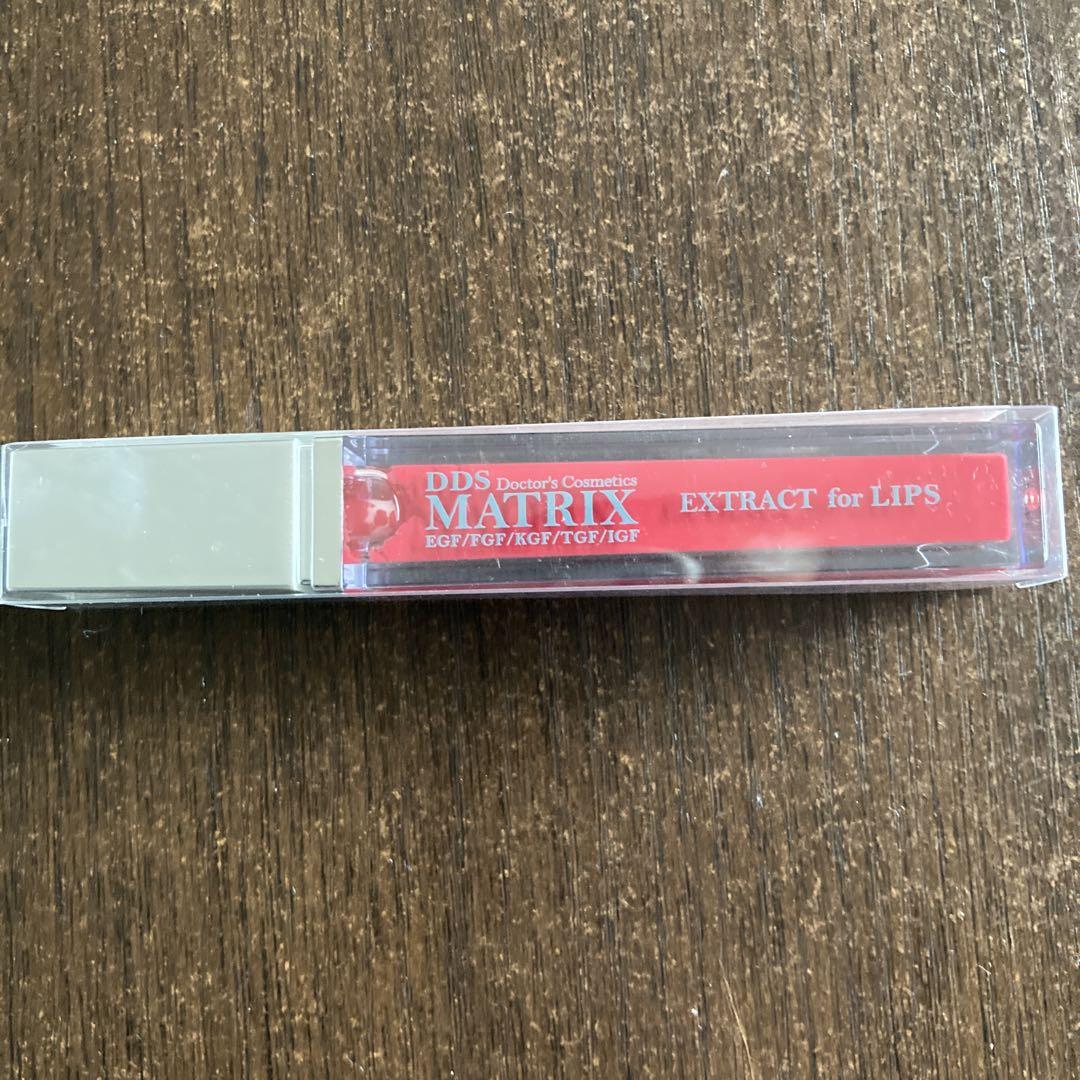 DDS Doctor's Cosmetics
MATRIX
EGF/FGF/KGF/TGF/IGF
EXTRACT for LIPS